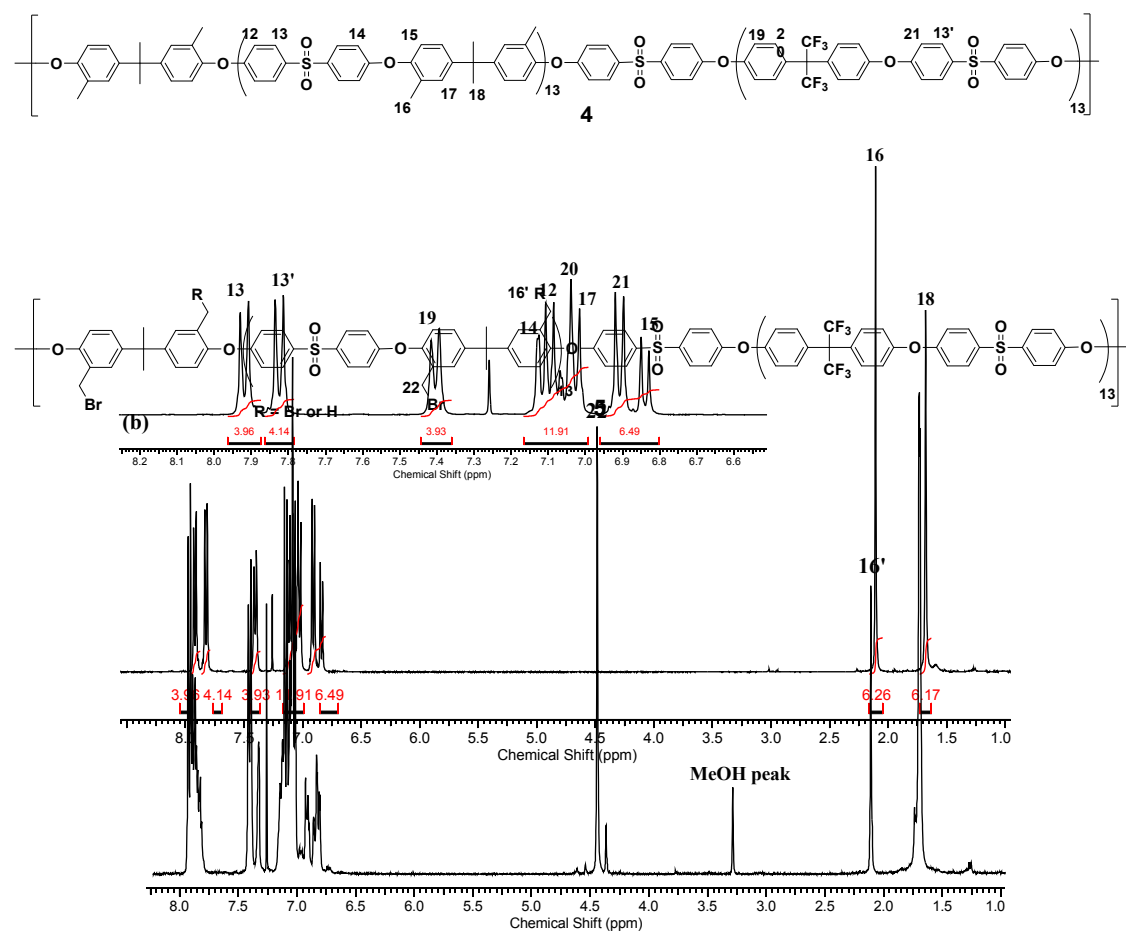 12 13 14 15 19 20 21 13'
O O O S O O O O S O O CF3 CF3 O O S O O
16 17 18 13 13
4
16
13 13' 19 16' R 12 20 17 21 15 18
R 14
O O S O O O O S O O CF3 CF3 O O S O O
22 Br 13 13
Br R = Br or H
(b)
3.96 4.14 3.93 11.91 6.49
8.2 8.1 8.0 7.9 7.8 7.7 7.6 7.5 7.4 7.3 7.2 7.1 7.0 6.9 6.8 6.7 6.6
Chemical Shift (ppm)
16'
3.96 4.14 3.93 11.91 6.49 6.26 6.17
8.0 7.5 7.0 6.5 6.0 5.5 5.0 4.5 4.0 3.5 3.0 2.5 2.0 1.5 1.0
Chemical Shift (ppm)
MeOH peak
8.0 7.5 7.0 6.5 6.0 5.5 5.0 4.5 4.0 3.5 3.0 2.5 2.0 1.5 1.0
Chemical Shift (ppm)